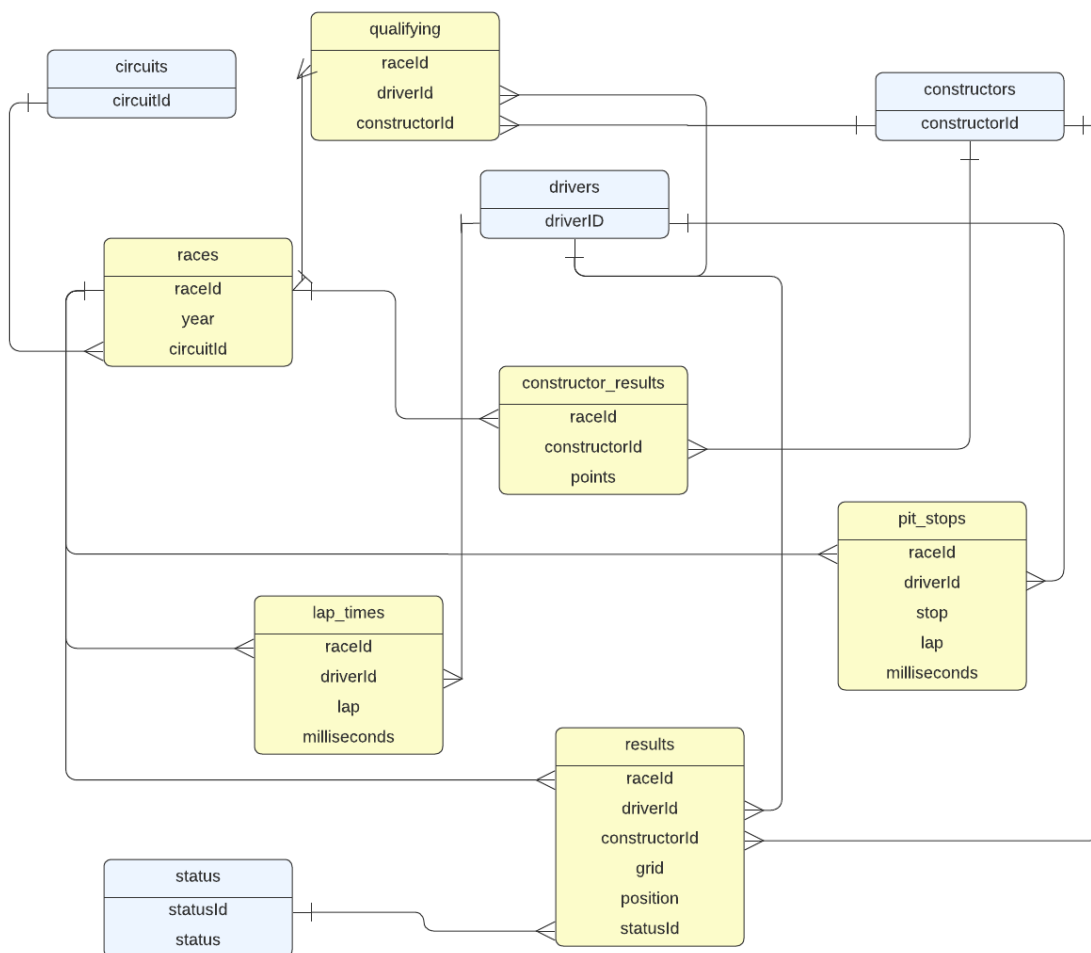 qualifying
raceId
driverId
constructorId
circuits
circuitId
constructors
constructorId
drivers
driverID
races
raceId
year
circuitId
constructor_results
raceId
constructorId
points
pit_stops
raceId
driverId
stop
lap
milliseconds
lap_times
raceId
driverId
lap
milliseconds
results
raceId
driverId
constructorId
grid
position
statusId
status
statusId
status